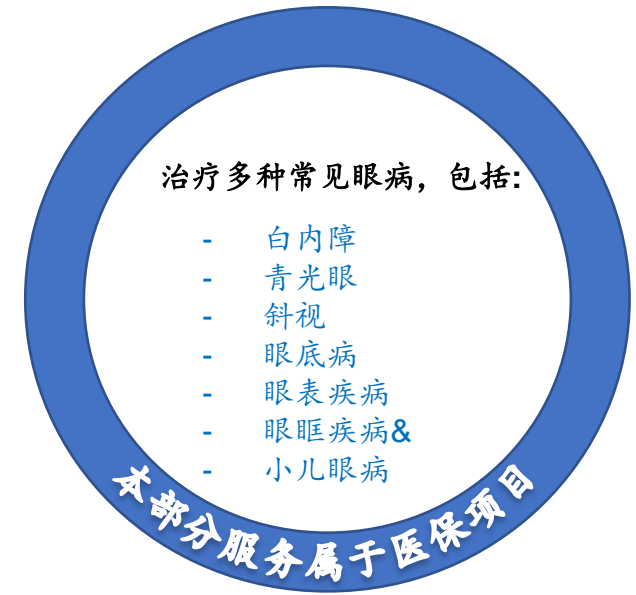 治疗多种常见眼病，包括:
- 白内障
- 青光眼
- 斜视
- 眼底病
- 眼表疾病
- 眼眶疾病&
- 小儿眼病
本部分服务属于医保项目